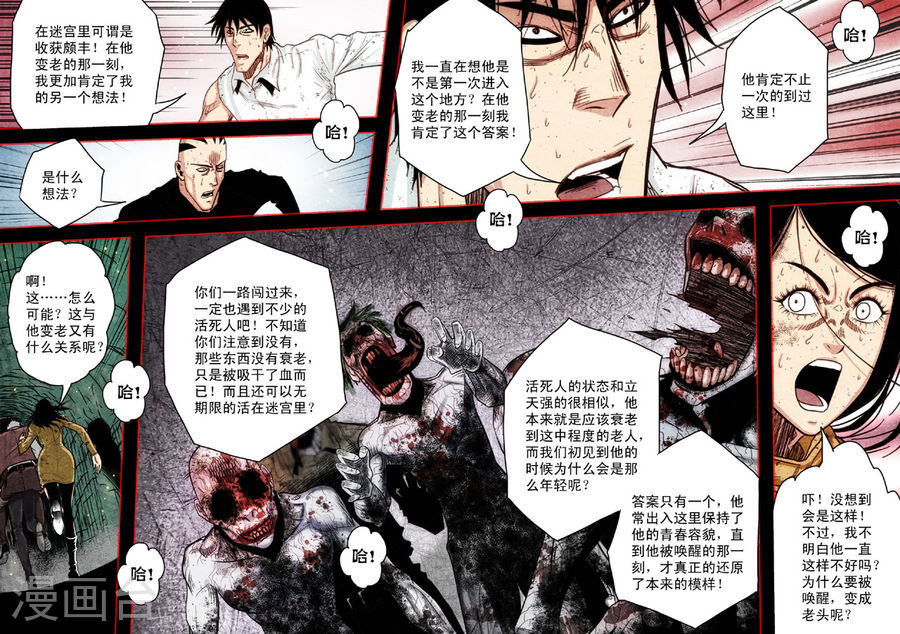 在迷宫里可谓是
收获颇丰！在他
变老的那一刻，
我更加肯定了我
的另一个想法！
是什么
想法？
哈！
我一直在想他是
不是第一次进入
这个地方？在他
变老的那一刻我
肯定了这个答案！
哈！
他肯定不止
一次的到过
这里！
哈！
哈！
啊！
这……怎么
可能？这与
他变老又有
什么关系呢？
哈！
哈！
你们一路闯过来，
一定也遇到不少的
活死人吧！不知道
你们注意到没有，
那些东西没有衰老，
只是被吸干了血而
已！而且还可以无
期限的活在迷宫里？
活死人的状态和立
天强的很相似，他
本来就是应该衰老
到这中程度的老人，
而我们初见到他的
时候为什么会是那
么年轻呢？
答案只有一个，他
常出入这里保持了
他的青春容貌，直
到他被唤醒的那一
刻，才真正的还原
了本来的模样！
哈！
哈！
吓！没想到
会是这样！
不过，我不
明白他一直
这样不好吗？
为什么要被
唤醒，变成
老头呢？
漫画台